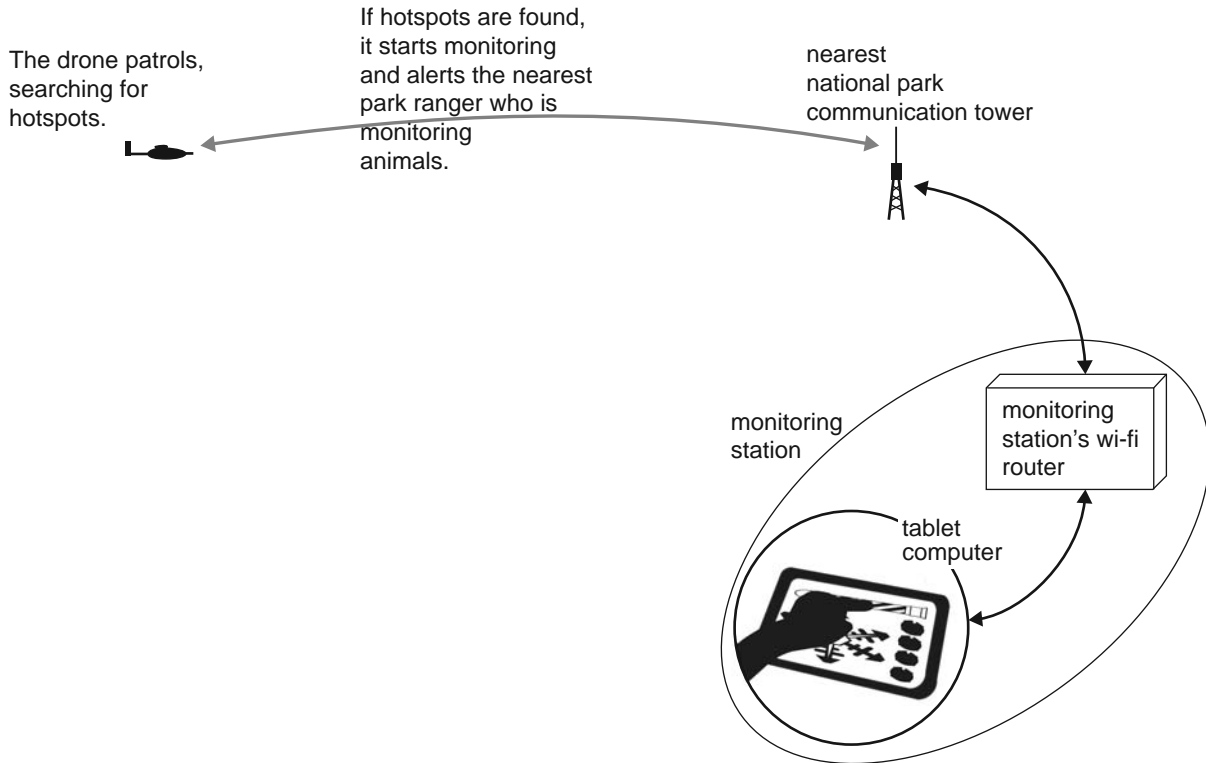 The drone patrols,
searching for
hotspots.
If hotspots are found,
it starts monitoring
and alerts the nearest
park ranger who is
monitoring
animals.
nearest
national park
communication tower
monitoring
station
monitoring
station's wi-fi
router
tablet
computer